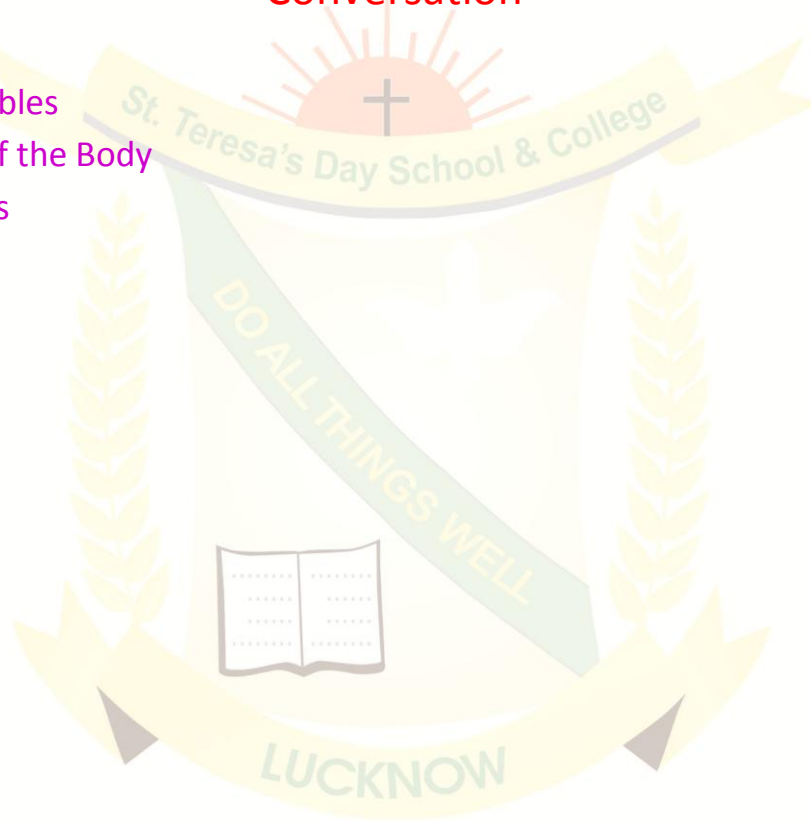 Conversation
bles
f the Body
s
St. Teresa's Day School & College
DO ALL THINGS WELL
LUCKNOW